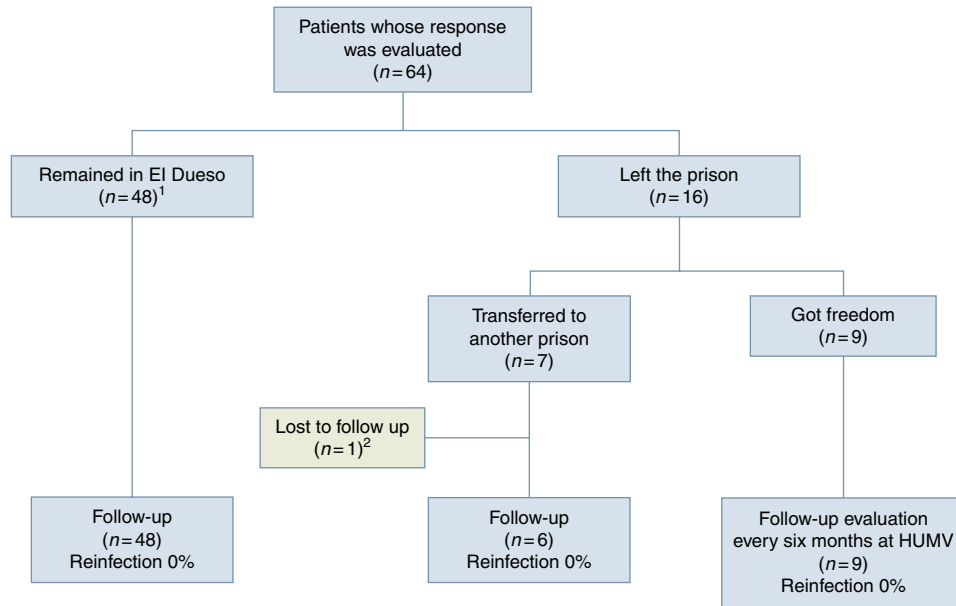 Patients whose response
was evaluated
(n=64)
Remained in El Dueso
(n=48)1
Left the prison
(n=16)
Transferred to
another prison
(n=7)
Got freedom
(n=9)
Lost to follow up
(n=1)2
Follow-up
(n=48)
Reinfection 0%
Follow-up
(n=6)
Reinfection 0%
Follow-up evaluation
every six months at HUMV
(n=9)
Reinfection 0%